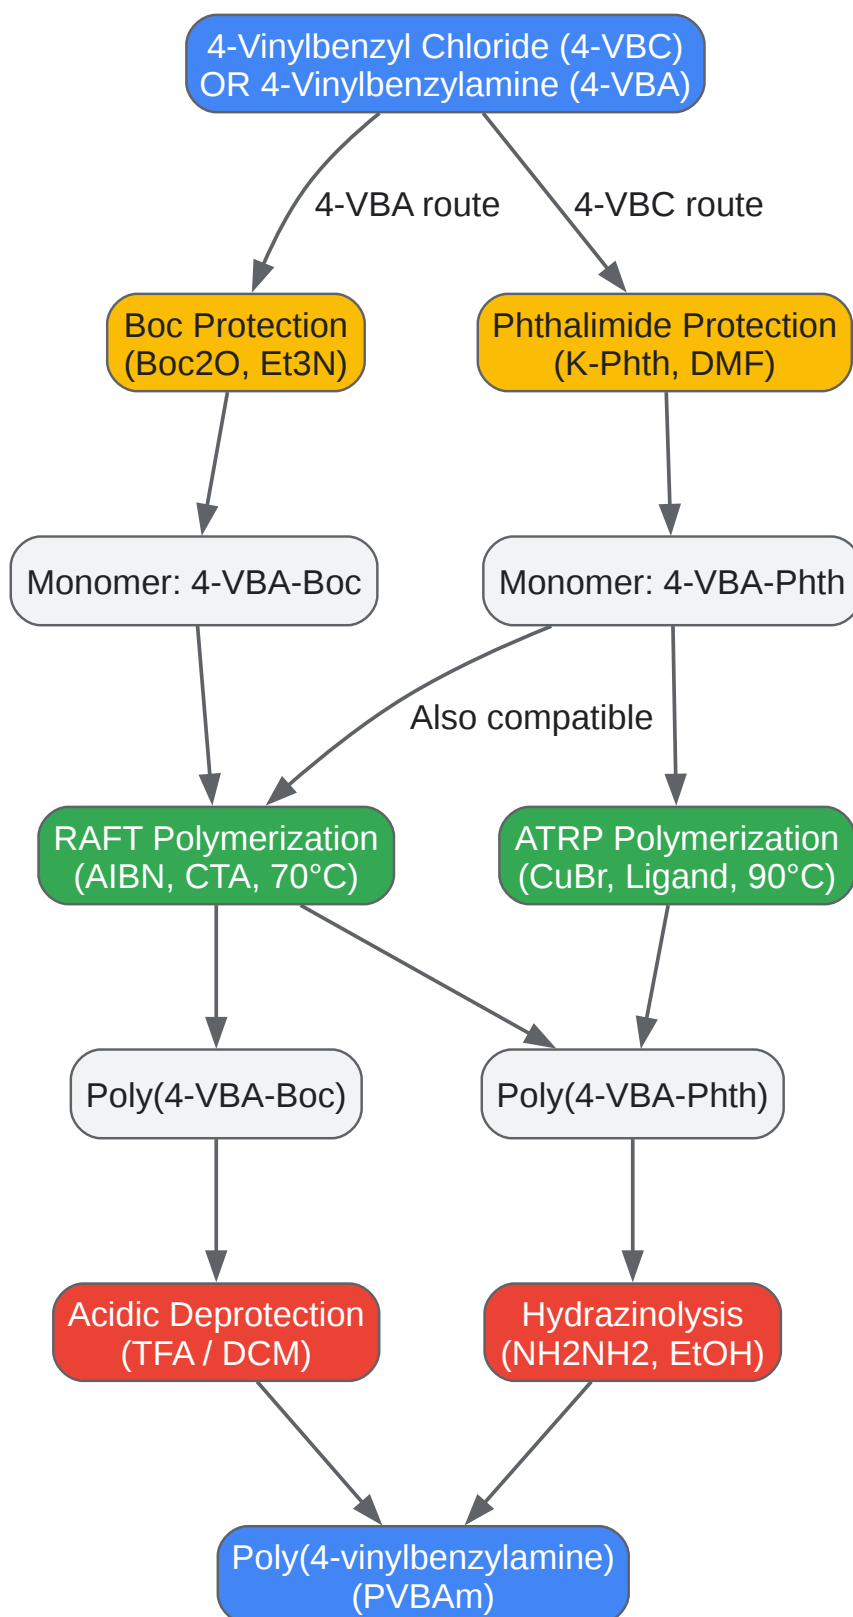 4-Vinylbenzyl Chloride (4-VBC)
OR 4-Vinylbenzylamine (4-VBA)
4-VBA route
4-VBC route
Boc Protection
(Boc2O, Et3N)
Phthalimide Protection
(K-Phth, DMF)
Monomer: 4-VBA-Boc
Monomer: 4-VBA-Phth
Also compatible
RAFT Polymerization
(AIBN, CTA, 70°C)
ATRP Polymerization
(CuBr, Ligand, 90°C)
Poly(4-VBA-Boc)
Poly(4-VBA-Phth)
Acidic Deprotection
(TFA / DCM)
Hydrazinolysis
(NH2NH2, EtOH)
Poly(4-vinylbenzylamine)
(PVBAm)